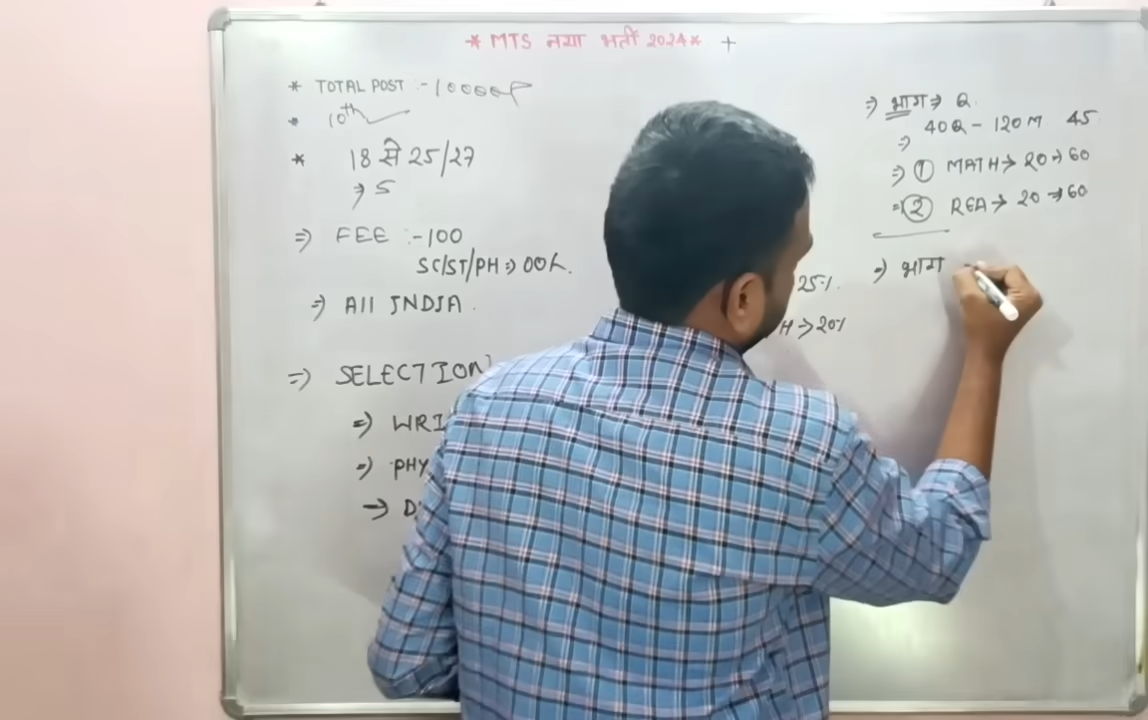 * MTS नया भर्ती 2024* +
* TOTAL POST :- 10000+
* 10th
* 18 से 25/27
⇒ 5
⇒ FEE :-100
SC/ST/PH ⇒ 00/-
⇒ All INDIA.
⇒ SELECTION
⇒ WRI
⇒ PHY
→ D
25%.
H → 20%
⇒ भाग ⇒
⇒ 40Q - 120M 45
⇒ ① MATH → 20 → 60
⇒ ② REA → 20 → 60
⇒ भाग